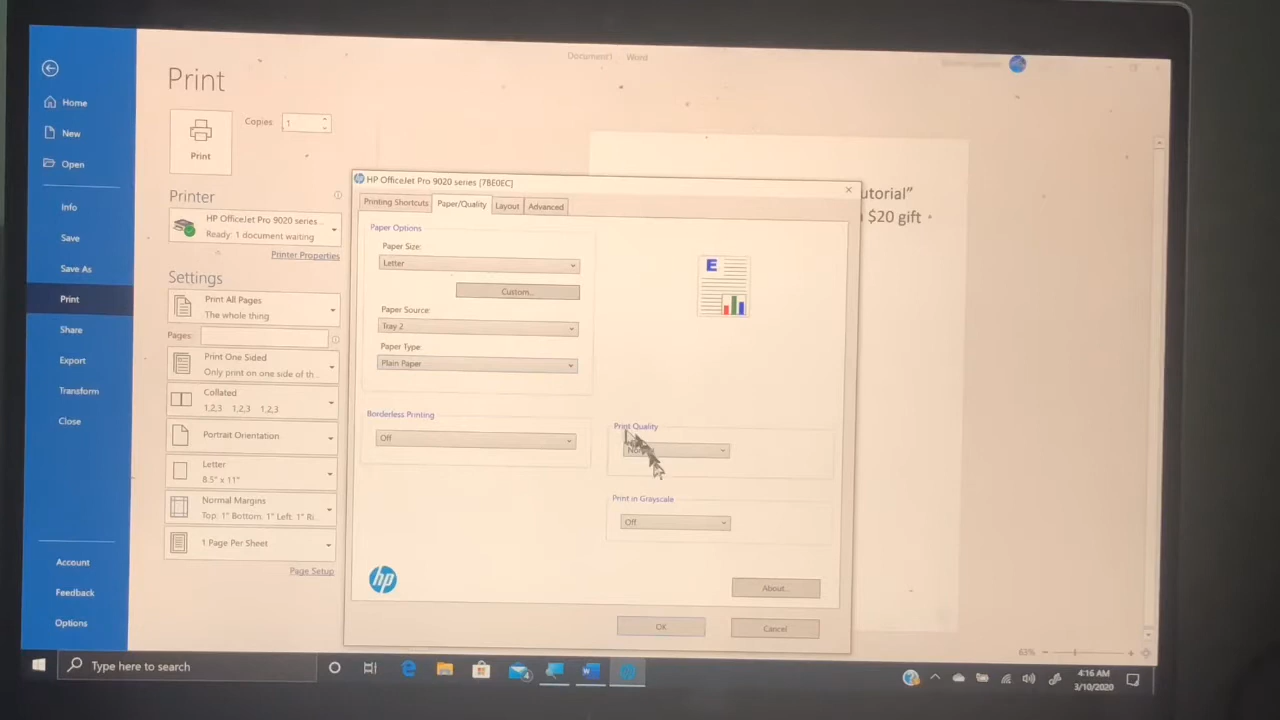 Document1 Word
Print
Home
New
Open
Info
Save
Save As
Print
Share
Export
Transform
Close
Account
Feedback
Options
Print
Copies: 1
Printer
HP OfficeJet Pro 9020 series...
Ready: 1 document waiting
Printer Properties
Settings
Print All Pages
The whole thing
Pages:
Print One Sided
Only print on one side of th...
Collated
1,2,3 1,2,3 1,2,3
Portrait Orientation
Letter
8.5" x 11"
Normal Margins
Top: 1" Bottom: 1" Left: 1" Ri...
1 Page Per Sheet
Page Setup
HP OfficeJet Pro 9020 series [7BE0EC]
Printing Shortcuts Paper/Quality Layout Advanced
Paper Options
Paper Size:
Letter
Custom...
Paper Source:
Tray 2
Paper Type:
Plain Paper
Borderless Printing
Off
E
Print Quality
Print in Grayscale
Off
hp
About...
OK Cancel
utorial"
$20 gift
63%
Type here to search
4
4:16 AM
3/10/2020